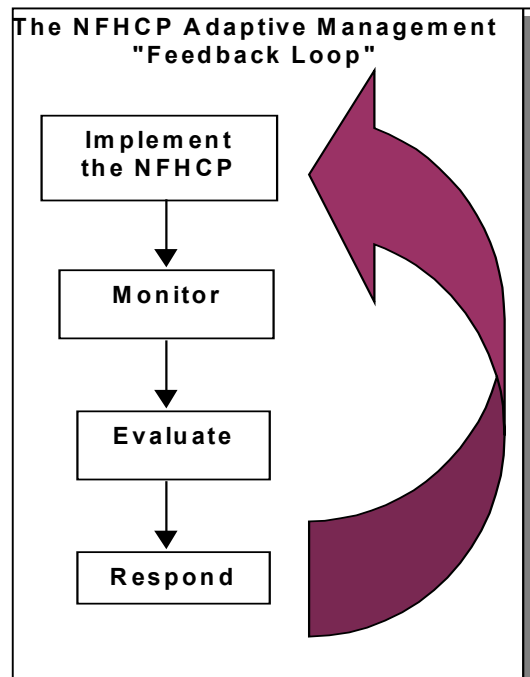 The NFHCP Adaptive Management
"Feedback Loop"
Implement
the NFHCP
Monitor
Evaluate
Respond